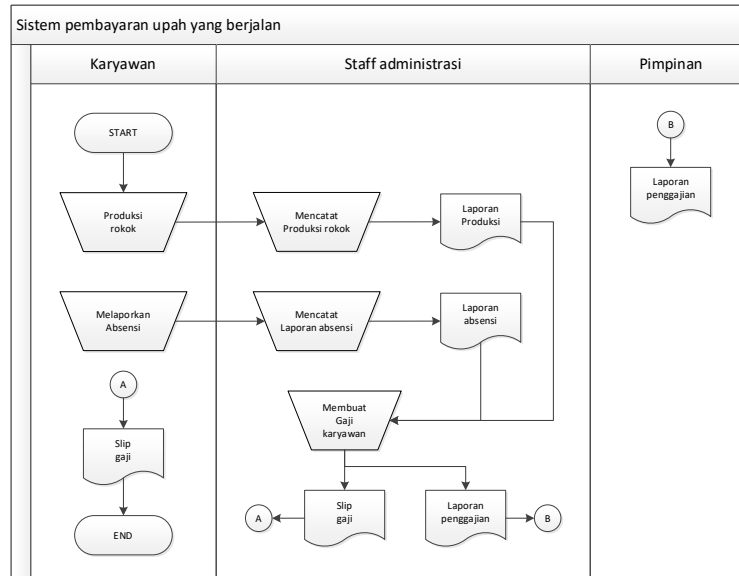 Sistem pembayaran upah yang berjalan
Karyawan
Staff administrasi
Pimpinan
START
B
Produksi
rokok
Mencatat
Produksi rokok
Laporan
Produksi
Laporan
penggajian
Melaporkan
Absensi
Mencatat
Laporan absensi
Laporan
absensi
A
Slip
gaji
Membuat
Gaji
karyawan
END
A
Slip
gaji
Laporan
penggajian
B